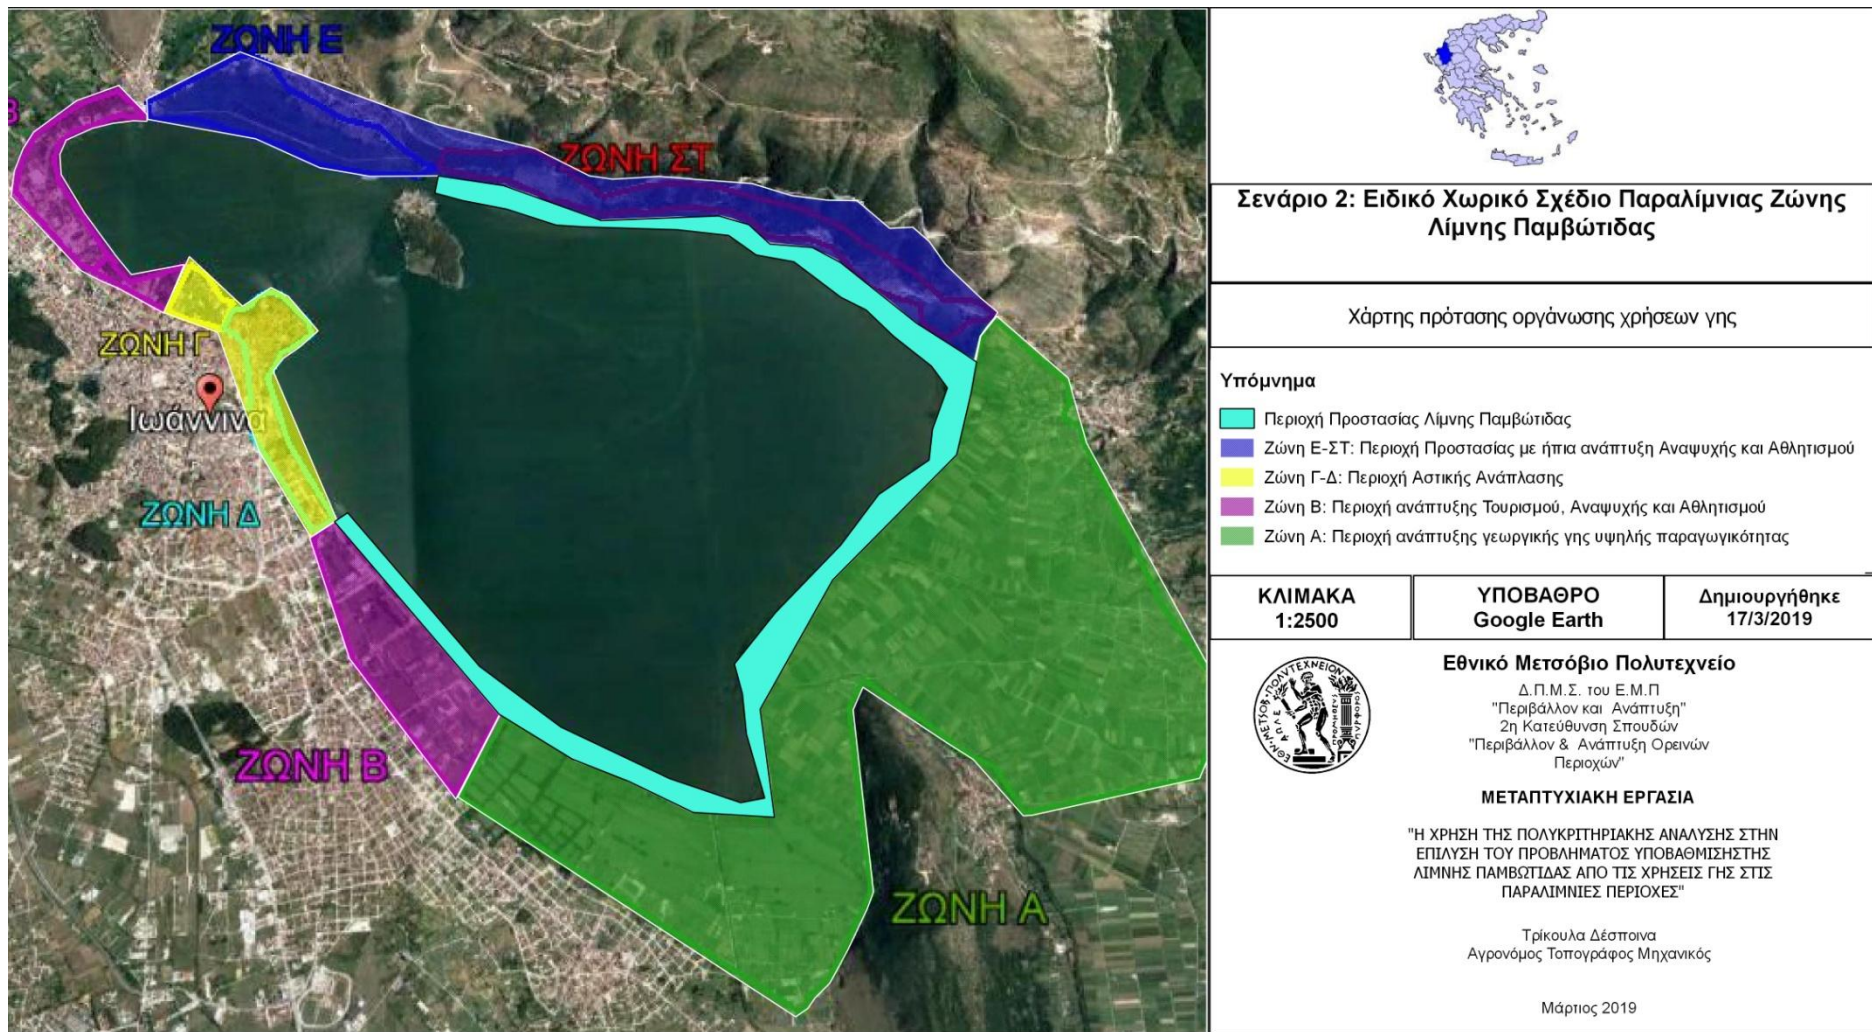 ΖΩΝΗ Ε
Β
ΖΩΝΗ ΣΤ
ΖΩΝΗ Γ
Ιωάννινα
ΖΩΝΗ Δ
ΖΩΝΗ Β
ΖΩΝΗ Α
Σενάριο 2: Ειδικό Χωρικό Σχέδιο Παραλίμνιας Ζώνης
Λίμνης Παμβώτιδας
Χάρτης πρότασης οργάνωσης χρήσεων γης
Υπόμνημα
Περιοχή Προστασίας Λίμνης Παμβώτιδας
Ζώνη Ε-ΣΤ: Περιοχή Προστασίας με ήπια ανάπτυξη Αναψυχής και Αθλητισμού
Ζώνη Γ-Δ: Περιοχή Αστικής Ανάπλασης
Ζώνη Β: Περιοχή ανάπτυξης Τουρισμού, Αναψυχής και Αθλητισμού
Ζώνη Α: Περιοχή ανάπτυξης γεωργικής γης υψηλής παραγωγικότητας
ΚΛΙΜΑΚΑ
1:2500
ΥΠΟΒΑΘΡΟ
Google Earth
Δημιουργήθηκε
17/3/2019
Εθνικό Μετσόβιο Πολυτεχνείο
Δ.Π.Μ.Σ. του Ε.Μ.Π
"Περιβάλλον και Ανάπτυξη"
2η Κατεύθυνση Σπουδών
"Περιβάλλον & Ανάπτυξη Ορεινών
Περιοχών"
ΜΕΤΑΠΤΥΧΙΑΚΗ ΕΡΓΑΣΙΑ
"Η ΧΡΗΣΗ ΤΗΣ ΠΟΛΥΚΡΙΤΗΡΙΑΚΗΣ ΑΝΑΛΥΣΗΣ ΣΤΗΝ
ΕΠΙΛΥΣΗ ΤΟΥ ΠΡΟΒΛΗΜΑΤΟΣ ΥΠΟΒΑΘΜΙΣΗΣΤΗΣ
ΛΙΜΝΗΣ ΠΑΜΒΩΤΙΔΑΣ ΑΠΟ ΤΙΣ ΧΡΗΣΕΙΣ ΓΗΣ ΣΤΙΣ
ΠΑΡΑΛΙΜΝΙΕΣ ΠΕΡΙΟΧΕΣ"
Τρίκουλα Δέσποινα
Αγρονόμος Τοπογράφος Μηχανικός
Μάρτιος 2019